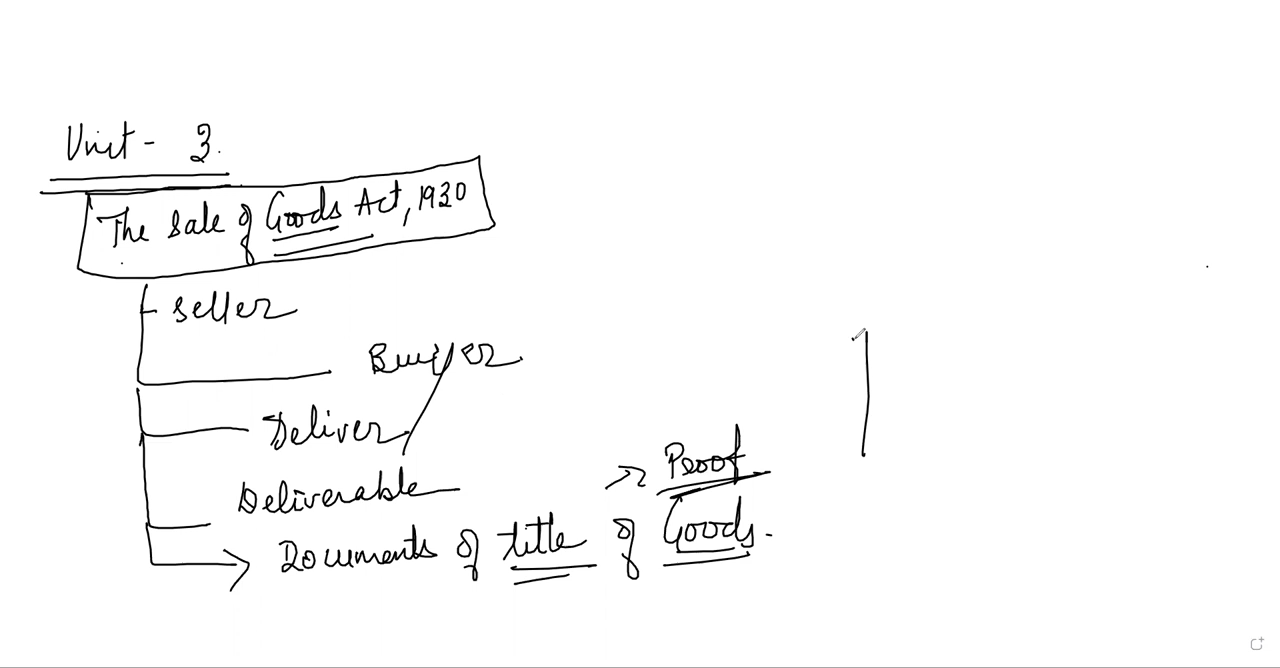 Unit - 3.
The Sale of Goods Act, 1930
Seller
Buyer
Deliver
Deliverable
Proof
Documents of title of Goods.